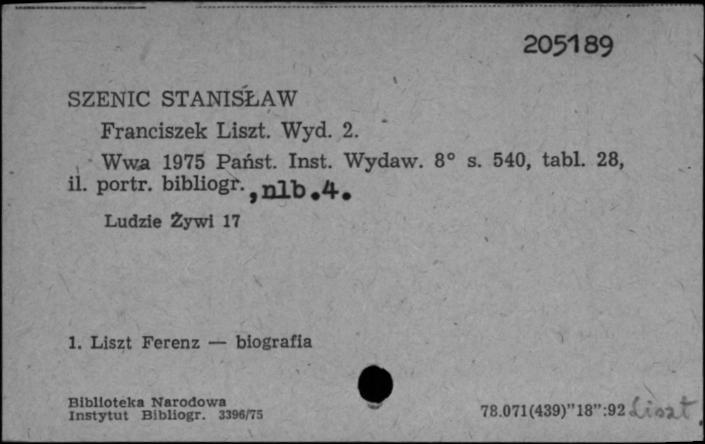 205189
SZENIC STANISŁAW
Franciszek Liszt. Wyd. 2.
Wwa 1975 Państ. Inst. Wydaw. 8° s. 540, tabl. 28,
il. portr. bibliogr., nlb.4.
Ludzie Żywi 17
1. Liszt Ferenz — biografia
Biblioteka Narodowa
Instytut Bibliogr. 3396/75
78.071(439)"18":92 Liszt